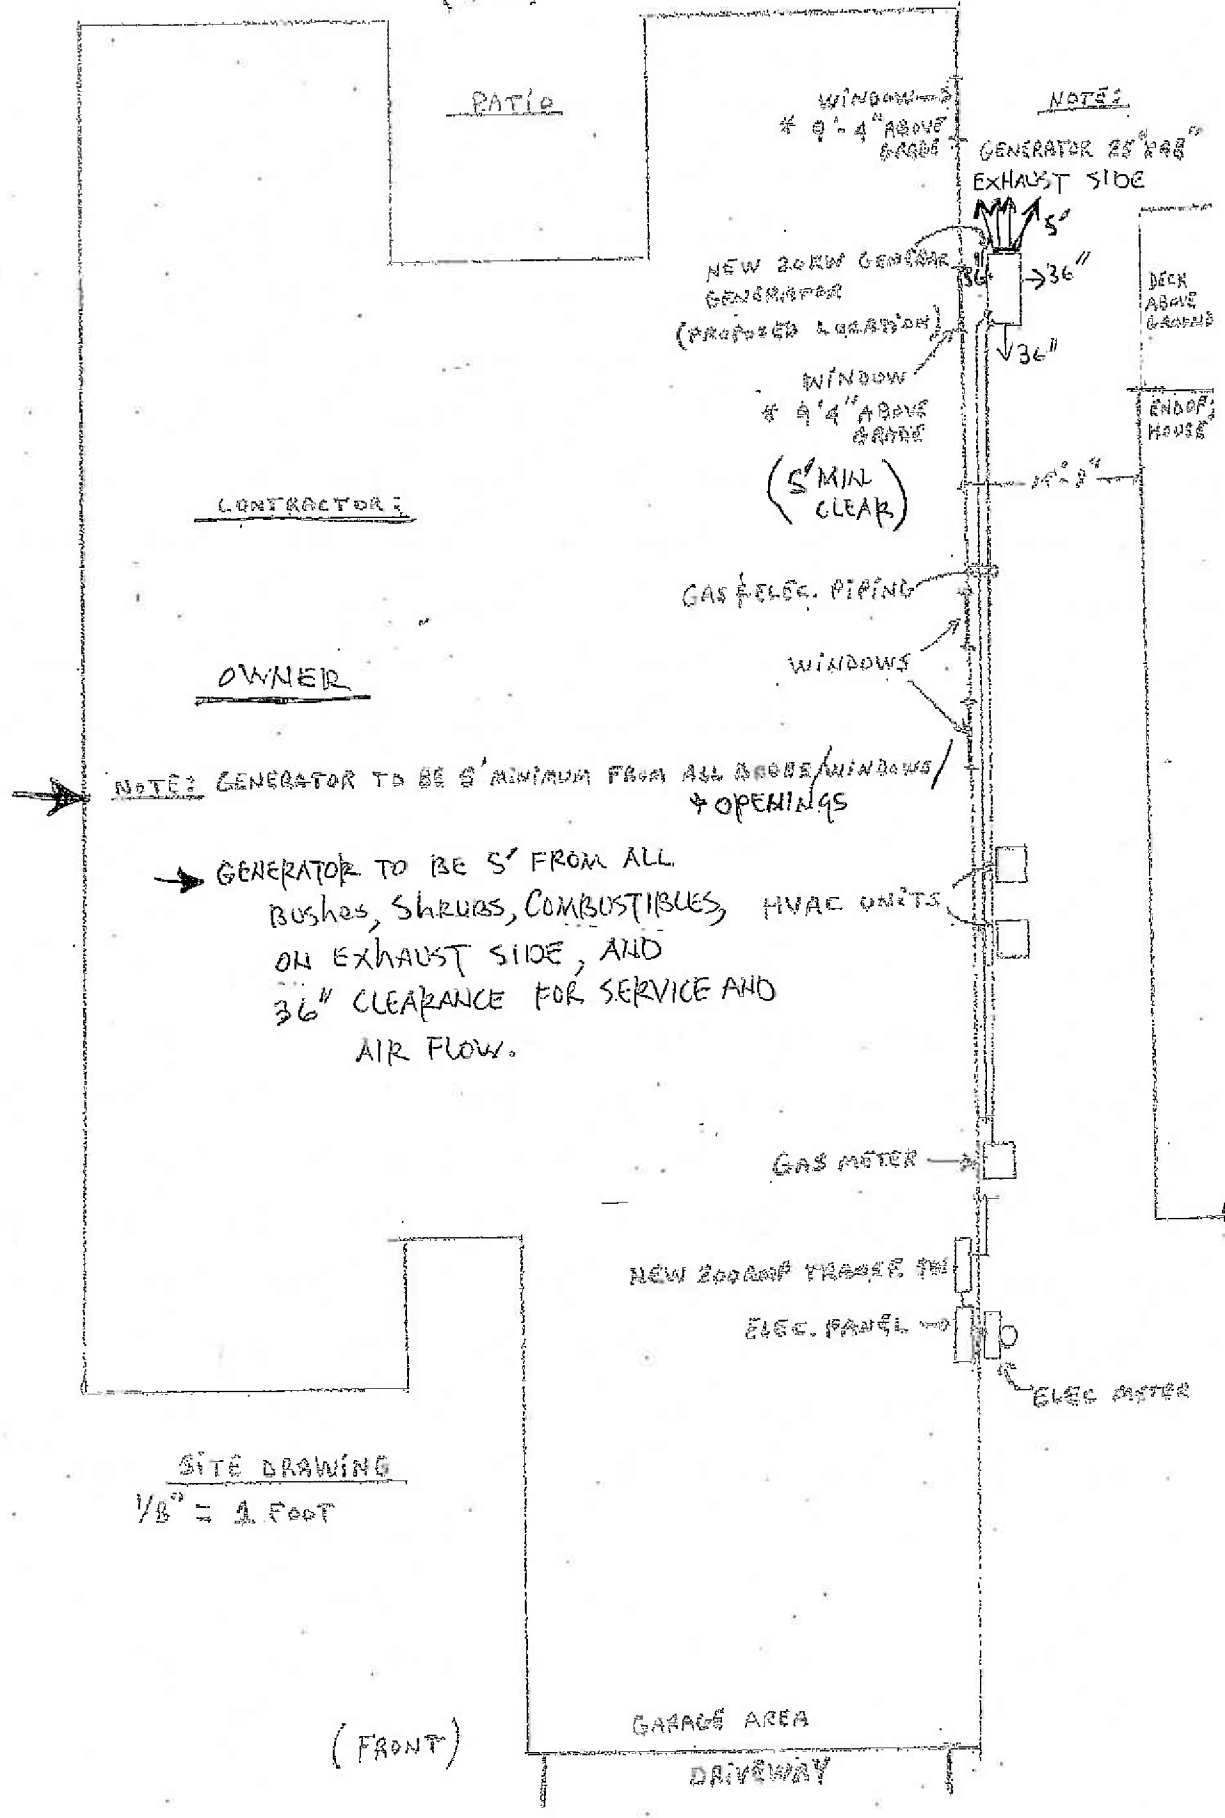 PATIO
WINDOWS
* 9'-4" ABOVE
GRADE
NOTE:
GENERATOR 25" X 48"
EXHAUST SIDE
5'
NEW 20KW GENERAC
GENERATOR
(PROPOSED LOCATION)
36"
36"
36"
DECK
ABOVE
GROUND
WINDOW
* 9'4" ABOVE
GRADE
END OF
HOUSE
(5' MIN
CLEAR)
CONTRACTOR:
GAS & ELEC. PIPING
WINDOWS
OWNER
NOTE: GENERATOR TO BE 5' MINIMUM FROM ALL DOORS/WINDOWS/
& OPENINGS
GENERATOR TO BE 5' FROM ALL
BUSHES, SHRUBS, COMBUSTIBLES,
ON EXHAUST SIDE, AND
36" CLEARANCE FOR SERVICE AND
AIR FLOW.
HVAC UNITS
GAS METER
NEW 200AMP TRANSF. SW
ELEC. PANEL
ELEC METER
SITE DRAWING
1/8" = 1 FOOT
(FRONT)
GARAGE AREA
DRIVEWAY